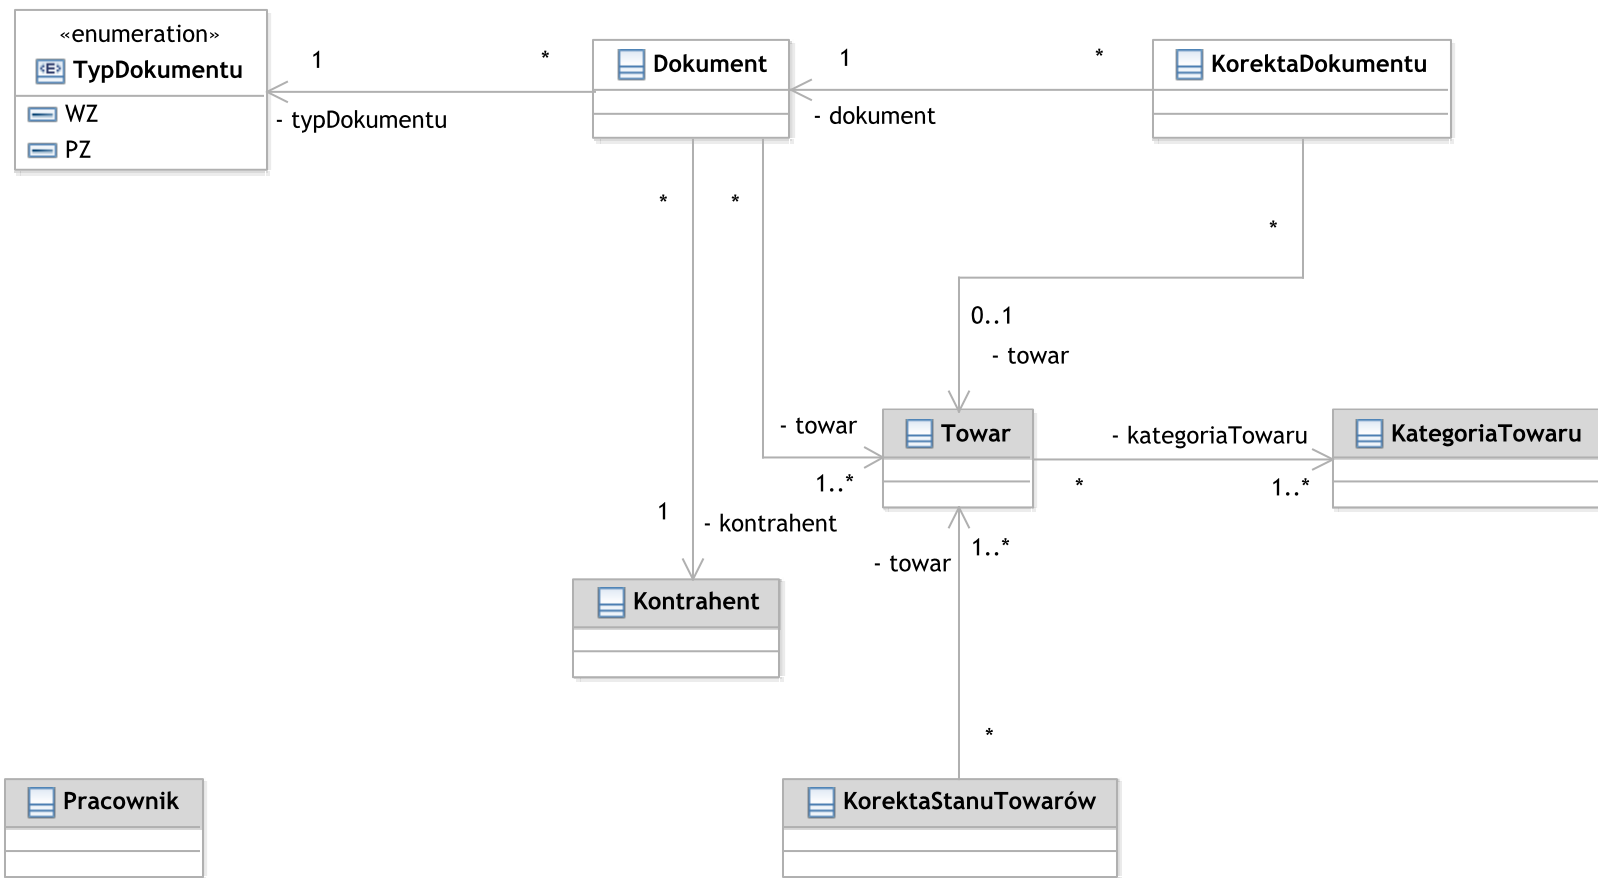 «enumeration»
TypDokumentu
WZ
PZ
1
*
- typDokumentu
Dokument
1
*
- dokument
KorektaDokumentu
*
*
*
0..1
- towar
- towar
1..*
Towar
- kategoriaTowaru
*
1..*
KategoriaTowaru
1
- kontrahent
1..*
- towar
Kontrahent
*
Pracownik
KorektaStanuTowarów